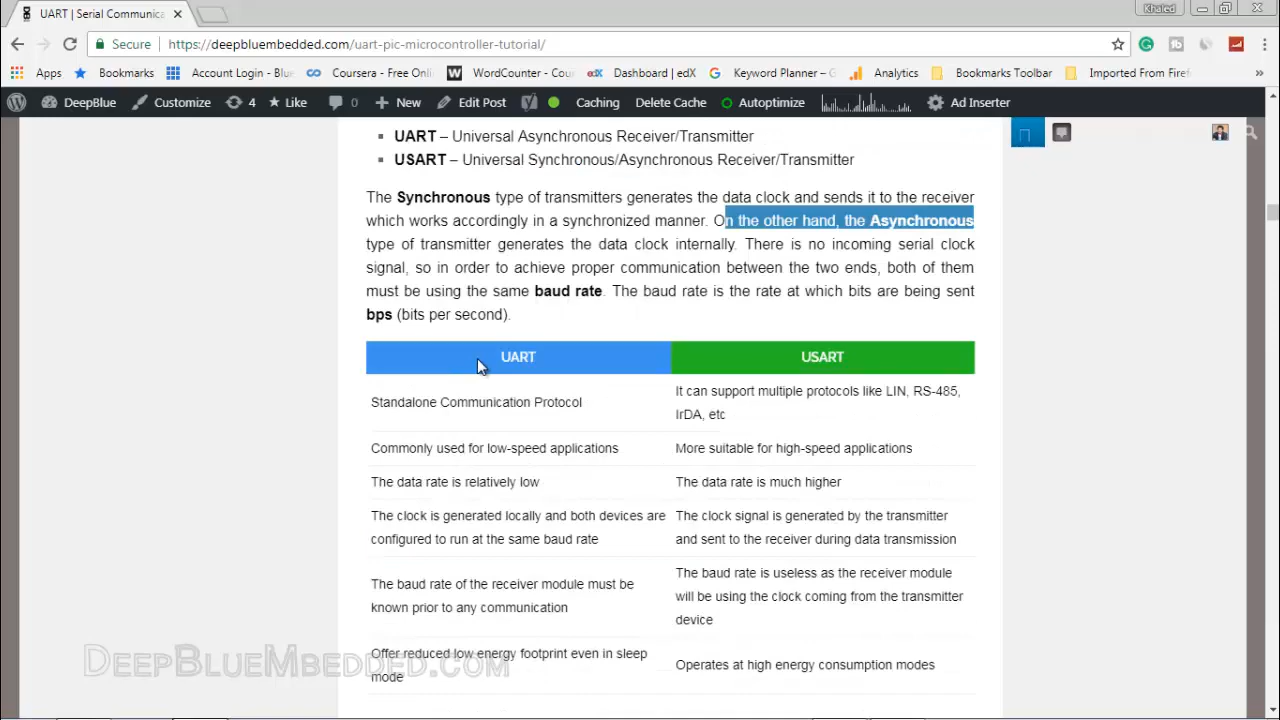 UART | Serial Communica
Khaled
Secure
https://deepbluembedded.com/uart-pic-microcontroller-tutorial/
Apps Bookmarks Account Login - Blue Coursera - Free Onli WordCounter - Cou Dashboard | edX Keyword Planner – G Analytics Bookmarks Toolbar Imported From Firef
DeepBlue Customize 4 Like 0 New Edit Post Caching Delete Cache Autoptimize Ad Inserter
UART – Universal Asynchronous Receiver/Transmitter
USART – Universal Synchronous/Asynchronous Receiver/Transmitter
The Synchronous type of transmitters generates the data clock and sends it to the receiver
which works accordingly in a synchronized manner. On the other hand, the Asynchronous
type of transmitter generates the data clock internally. There is no incoming serial clock
signal, so in order to achieve proper communication between the two ends, both of them
must be using the same baud rate. The baud rate is the rate at which bits are being sent
bps (bits per second).
UART USART
Standalone Communication Protocol
It can support multiple protocols like LIN, RS-485,
IrDA, etc
Commonly used for low-speed applications
More suitable for high-speed applications
The data rate is relatively low
The data rate is much higher
The clock is generated locally and both devices are
configured to run at the same baud rate
The clock signal is generated by the transmitter
and sent to the receiver during data transmission
The baud rate of the receiver module must be
known prior to any communication
The baud rate is useless as the receiver module
will be using the clock coming from the transmitter
device
Offer reduced low energy footprint even in sleep
mode
Operates at high energy consumption modes
DeepBlueMbedded.com